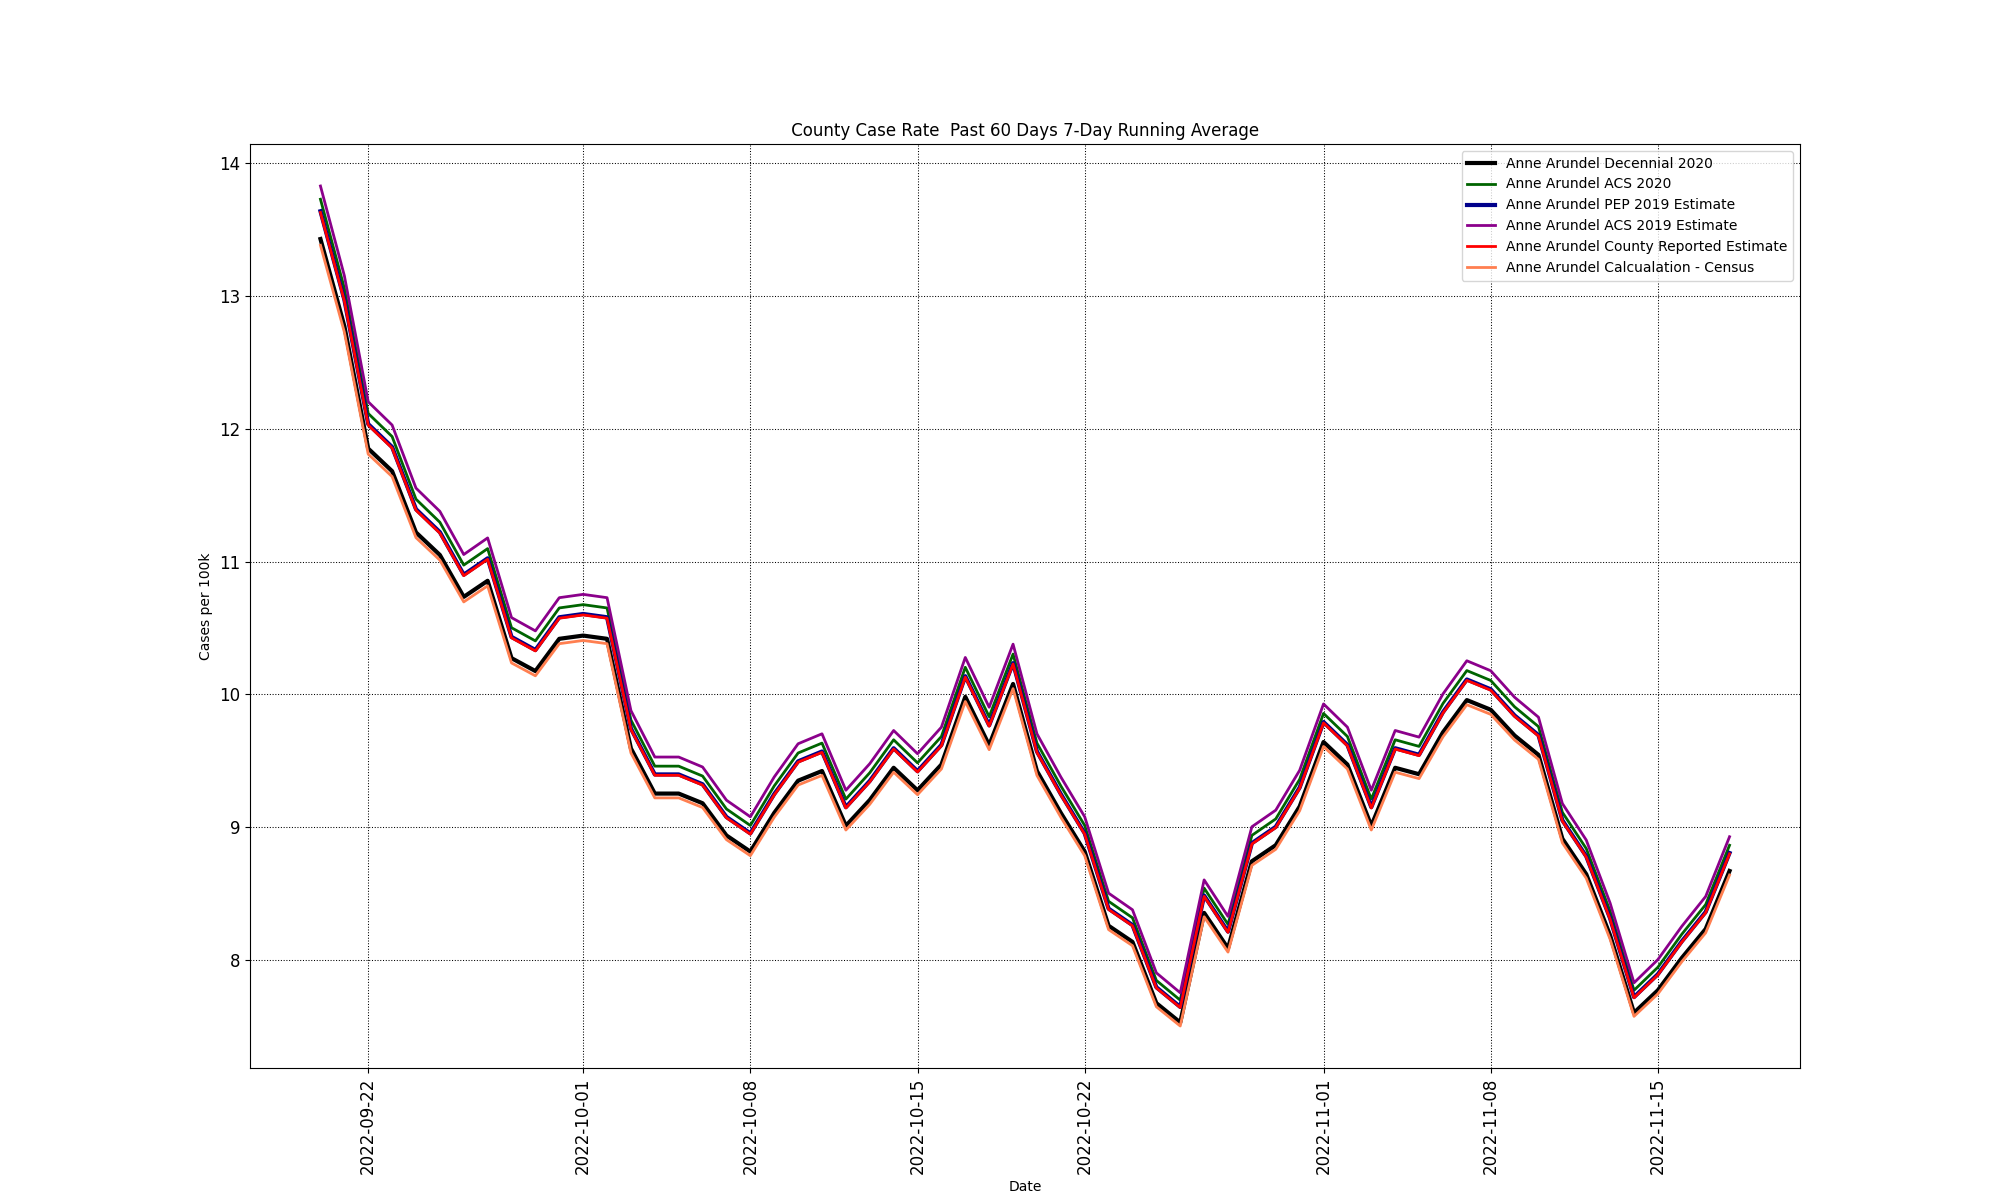 County Case Rate  Past 60 Days 7-Day Running Average
Anne Arundel Decennial 2020
Anne Arundel ACS 2020
Anne Arundel PEP 2019 Estimate
Anne Arundel ACS 2019 Estimate
Anne Arundel County Reported Estimate
Anne Arundel Calcualation - Census
14
13
12
11
10
9
8
Cases per 100k
2022-09-22
2022-10-01
2022-10-08
2022-10-15
2022-10-22
2022-11-01
2022-11-08
2022-11-15
Date